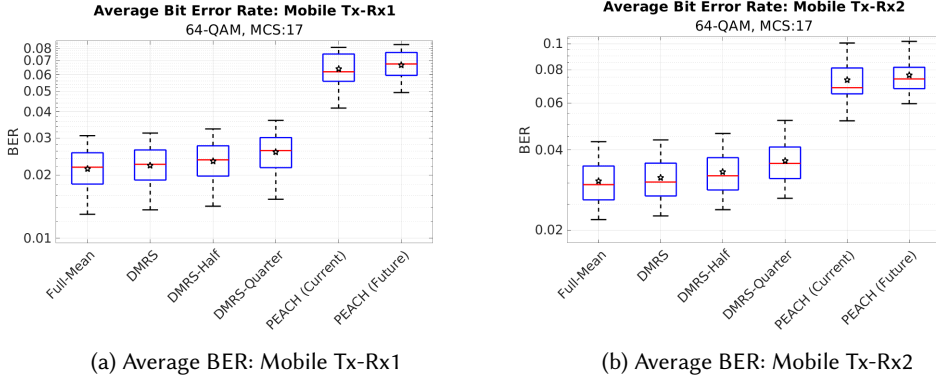 Average Bit Error Rate: Mobile Tx-Rx1
64-QAM, MCS:17
BER
0.08
0.07
0.06
0.05
0.04
0.03
0.02
0.01
Full-Mean
DMRS
DMRS-Half
DMRS-Quarter
PEACH (Current)
PEACH (Future)
(a) Average BER: Mobile Tx-Rx1
Average Bit Error Rate: Mobile Tx-Rx2
64-QAM, MCS:17
BER
0.1
0.08
0.06
0.04
0.02
Full-Mean
DMRS
DMRS-Half
DMRS-Quarter
PEACH (Current)
PEACH (Future)
(b) Average BER: Mobile Tx-Rx2